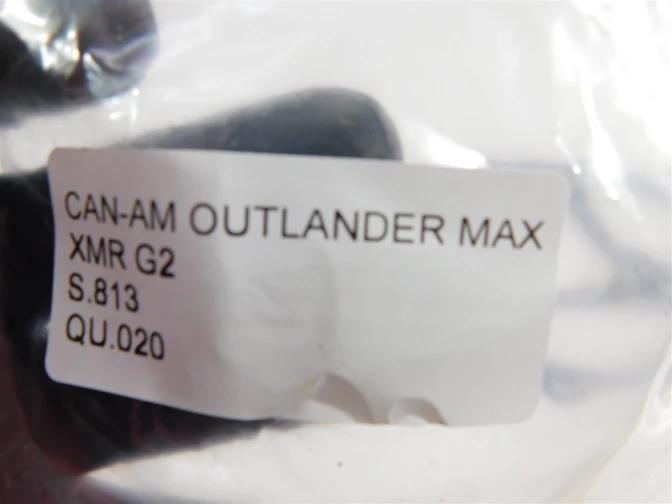 CAN-AM OUTLANDER MAX
XMR G2
S.813
QU.020